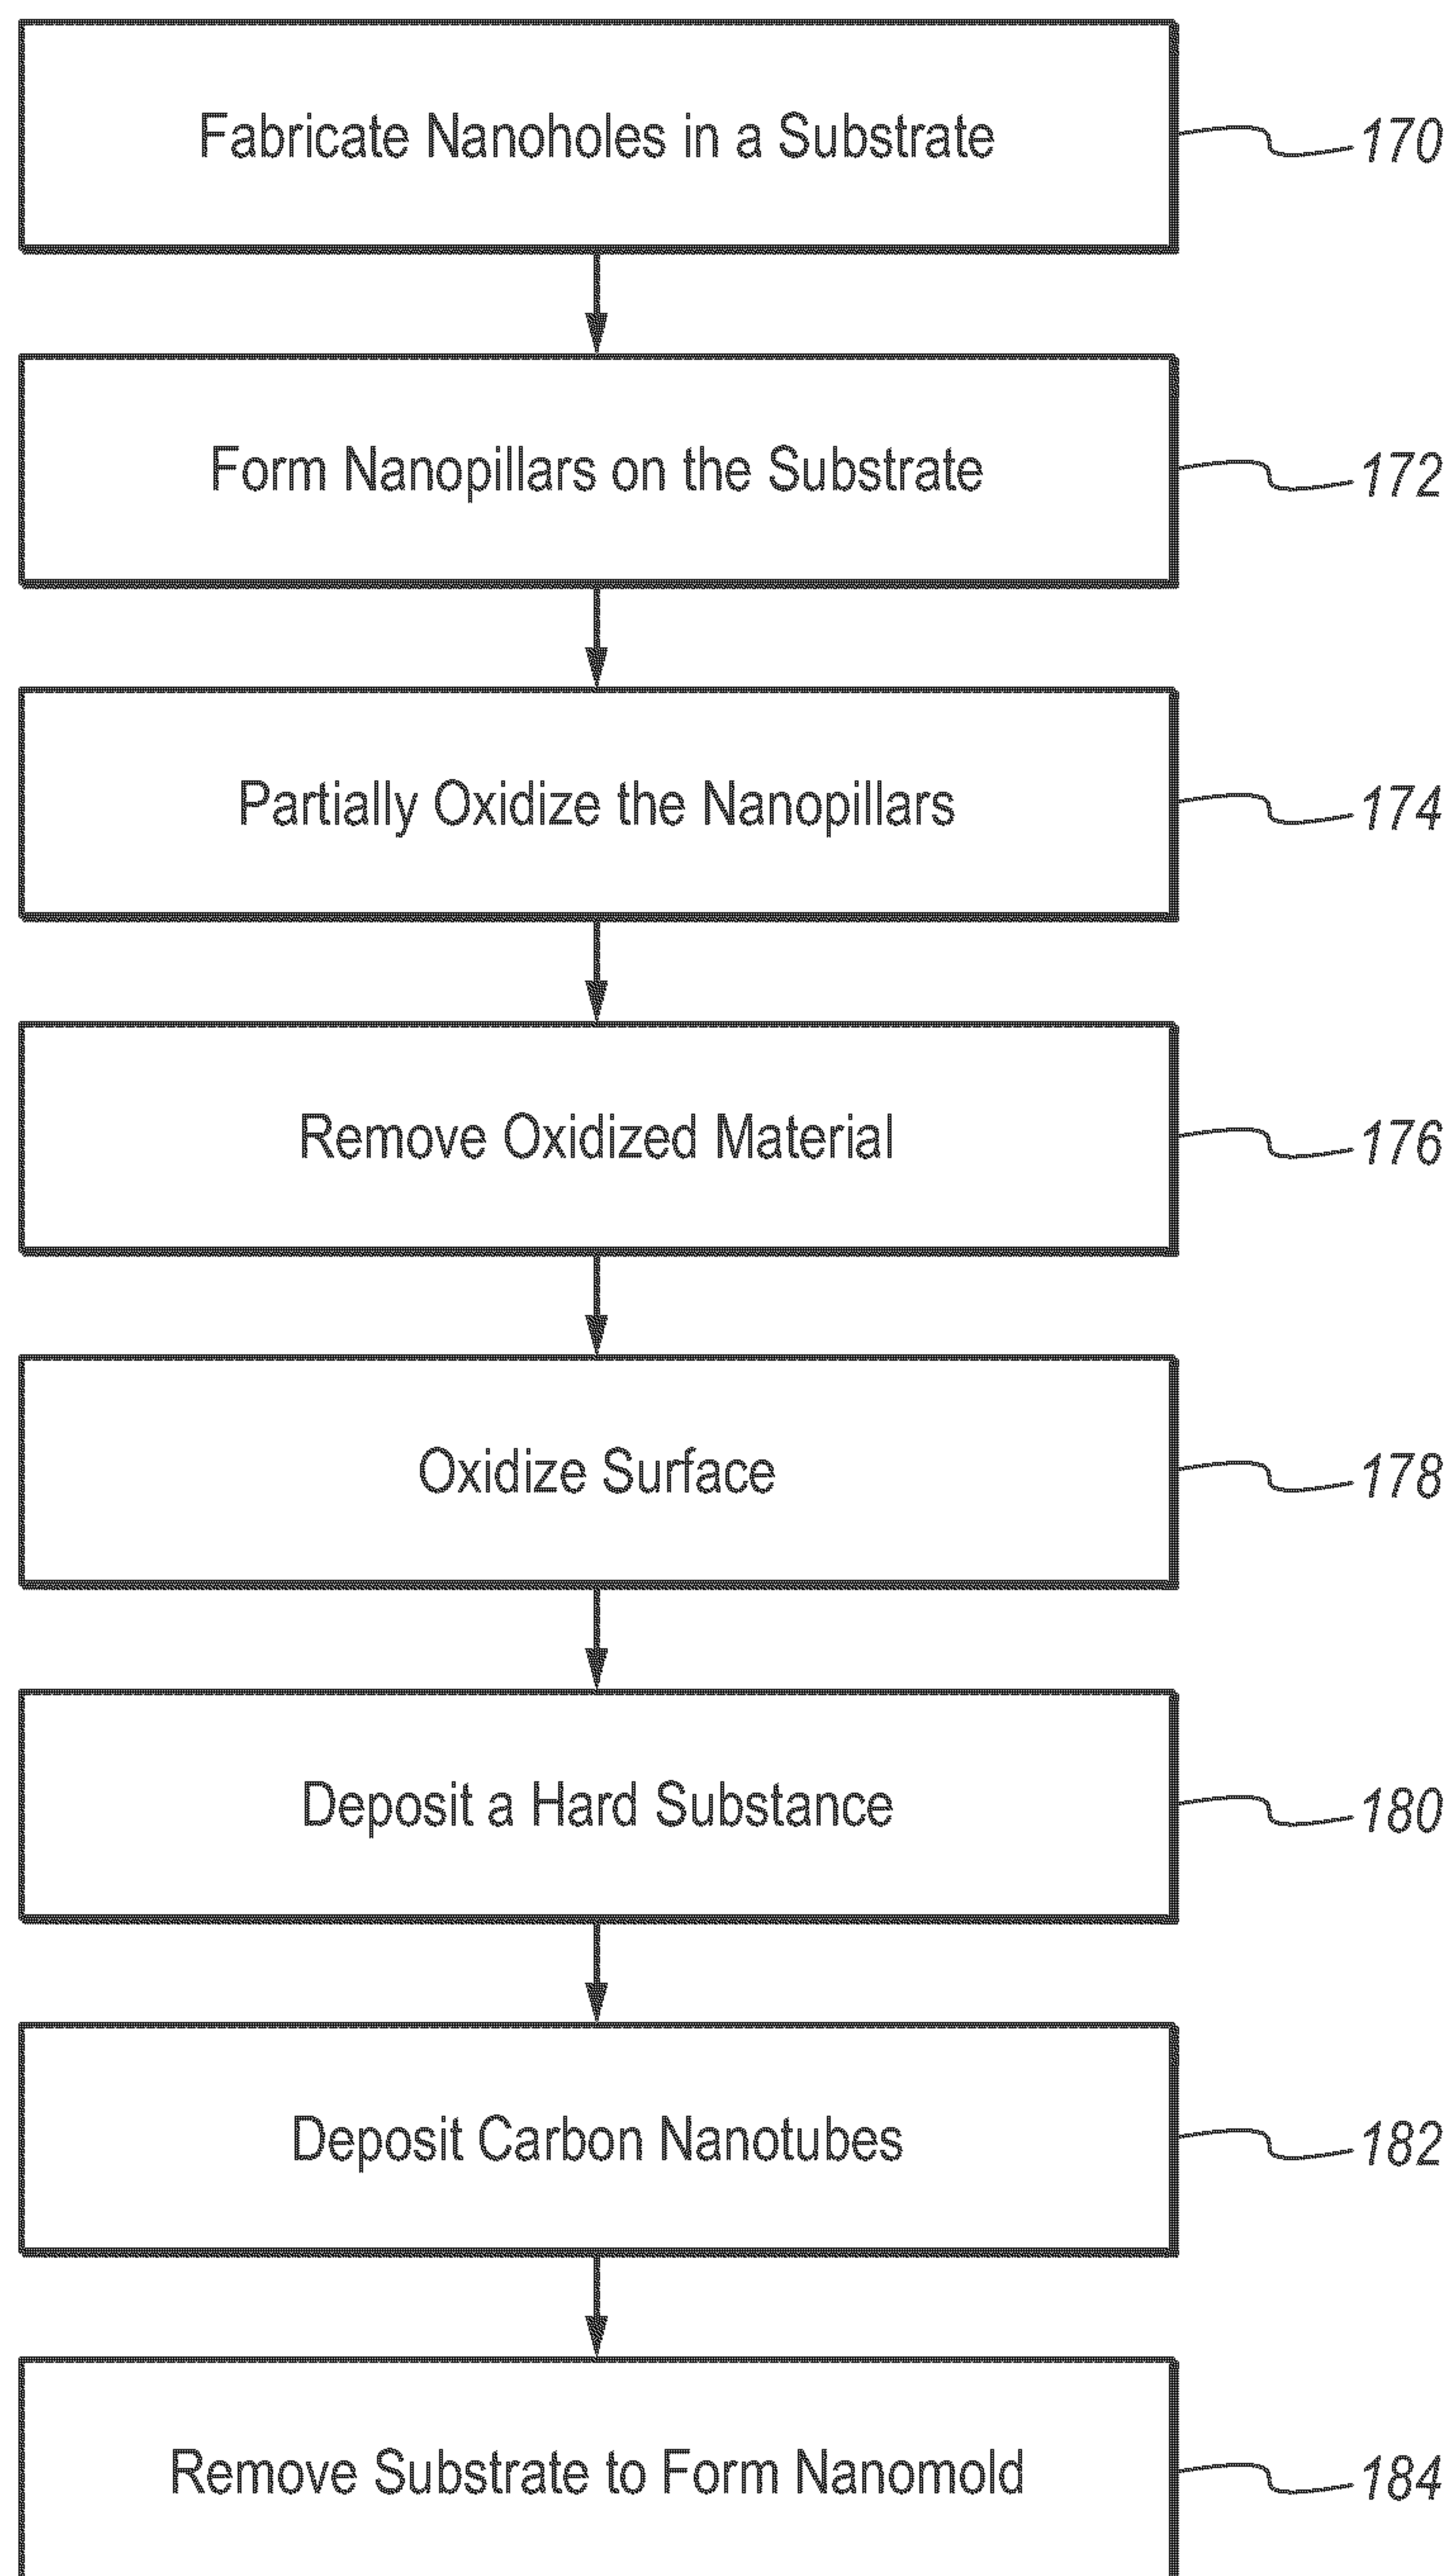 Fabricate Nanoholes in a Substrate
170
Form Nanopillars on the Substrate
172
Partially Oxidize the Nanopillars
174
Remove Oxidized Material
176
Oxidize Surface
178
Deposit a Hard Substance
180
Deposit Carbon Nanotubes
182
Remove Substrate to Form Nanomold
184